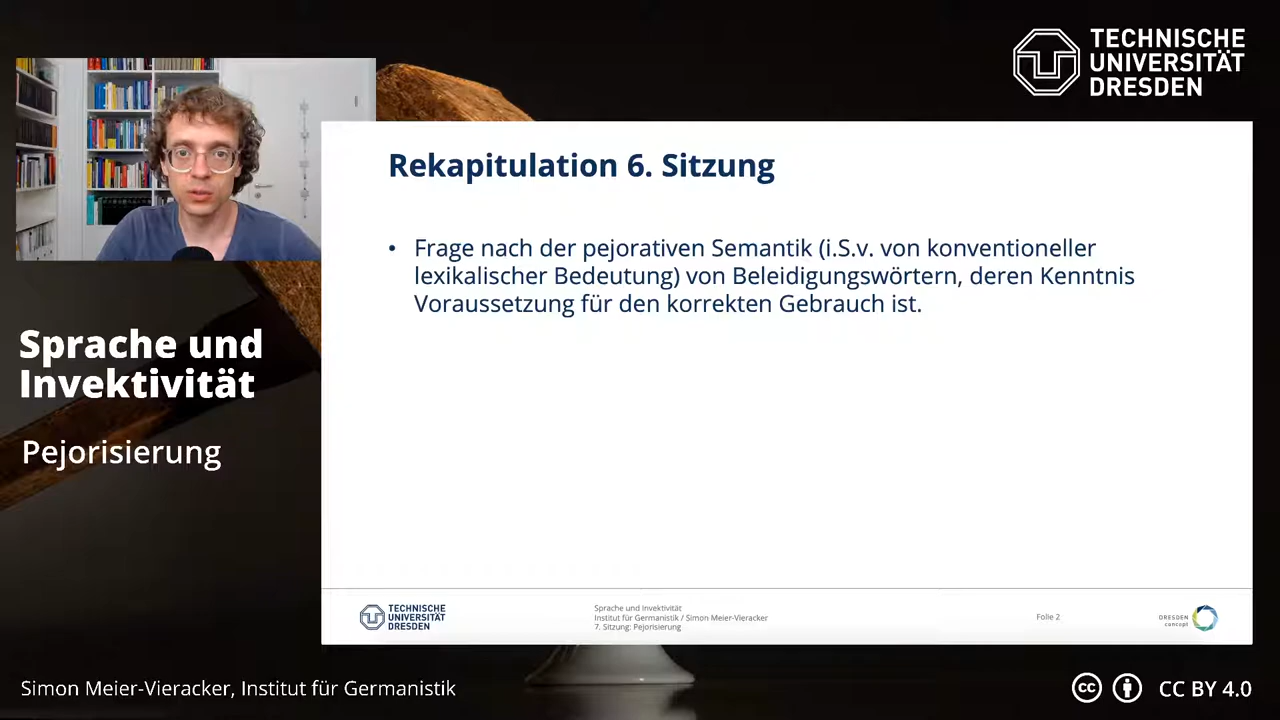 TECHNISCHE
UNIVERSITÄT
DRESDEN
Rekapitulation 6. Sitzung
• Frage nach der pejorativen Semantik (i.S.v. von konventioneller
lexikalischer Bedeutung) von Beleidigungswörtern, deren Kenntnis
Voraussetzung für den korrekten Gebrauch ist.
Sprache und
Invektivität
Pejorisierung
TECHNISCHE
UNIVERSITÄT
DRESDEN
Sprache und Invektivität
Institut für Germanistik / Simon Meier-Vieracker
7. Sitzung: Pejorisierung
Folie 2
DRESDEN
concept
Simon Meier-Vieracker, Institut für Germanistik
cc
CC BY 4.0